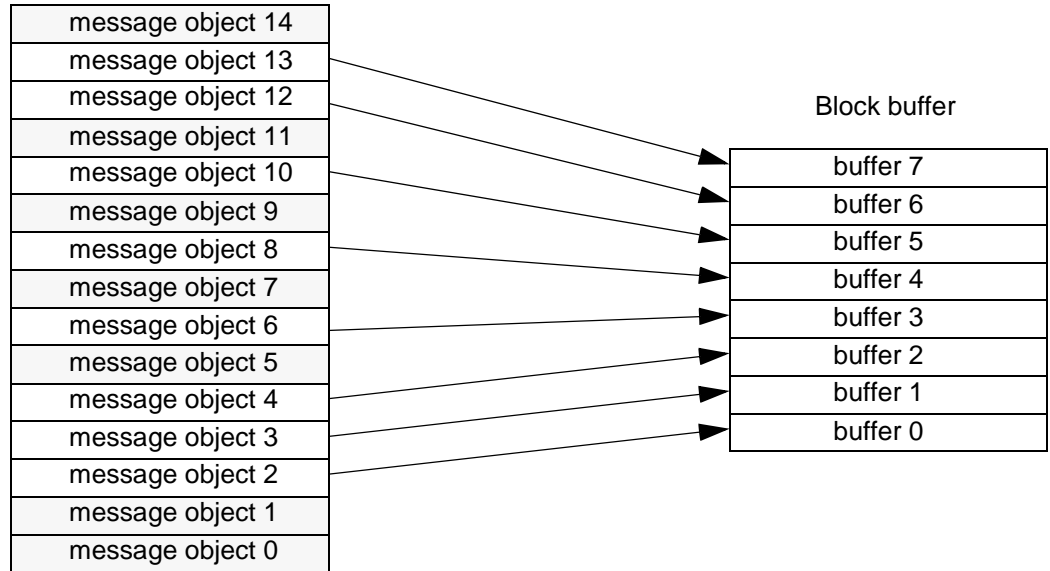 message object 14
message object 13
message object 12
message object 11
message object 10
message object 9
message object 8
message object 7
message object 6
message object 5
message object 4
message object 3
message object 2
message object 1
message object 0
Block buffer
buffer 7
buffer 6
buffer 5
buffer 4
buffer 3
buffer 2
buffer 1
buffer 0